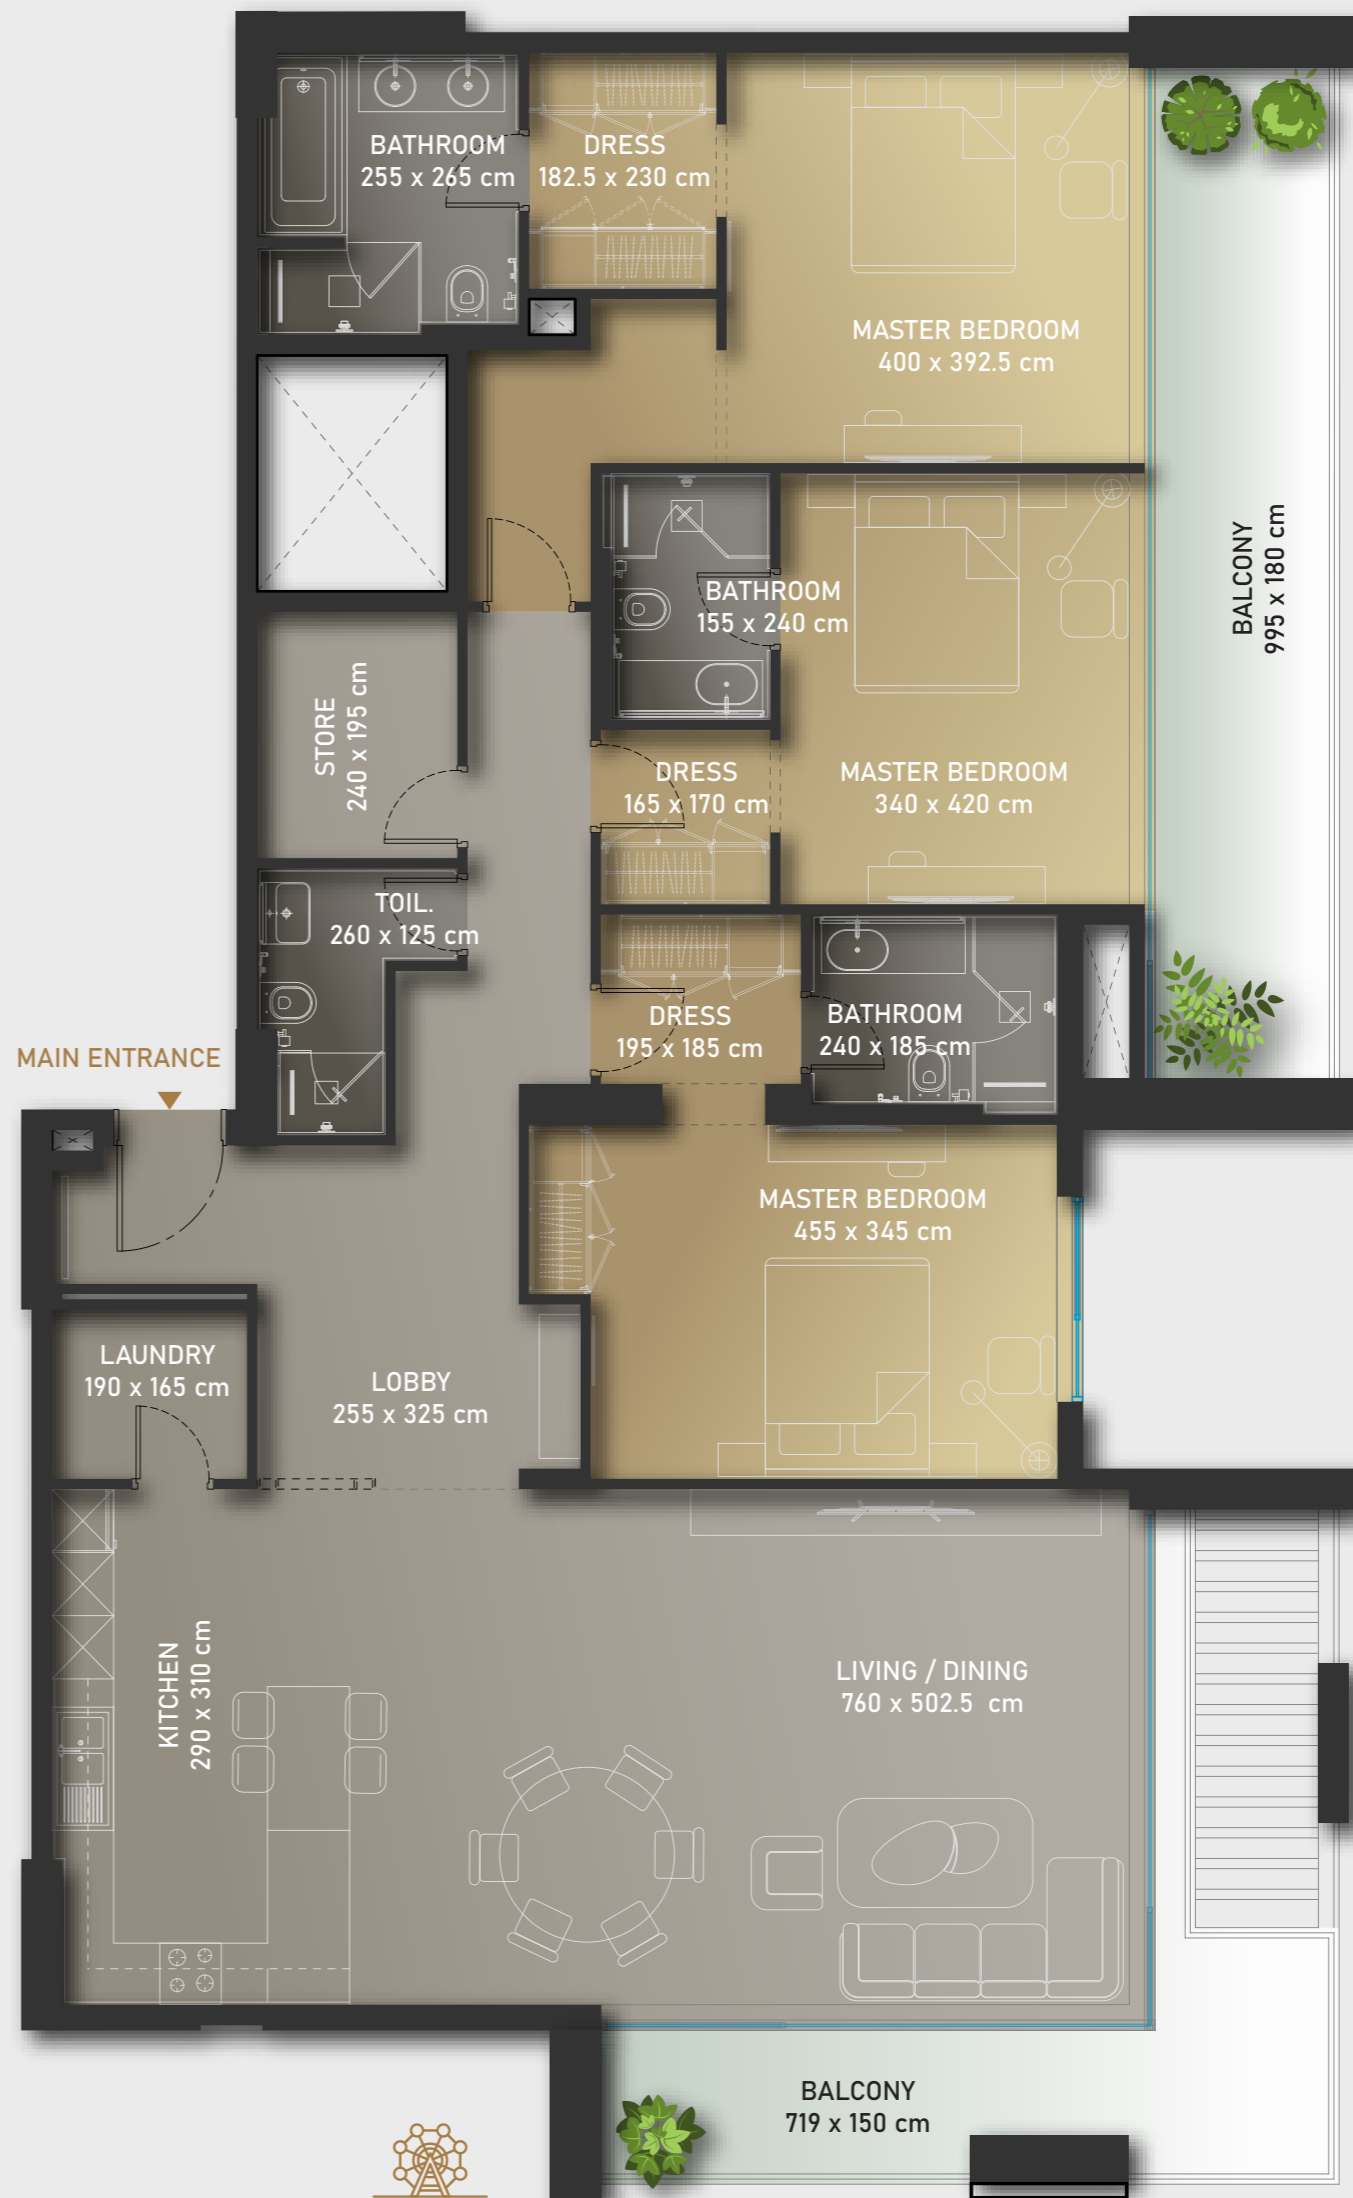 BATHROOM
255 x 265 cm
DRESS
182.5 x 230 cm
MASTER BEDROOM
400 x 392.5 cm
BALCONY
995 x 180 cm
BATHROOM
155 x 240 cm
STORE
240 x 195 cm
DRESS
165 x 170 cm
MASTER BEDROOM
340 x 420 cm
TOIL.
260 x 125 cm
DRESS
195 x 185 cm
BATHROOM
240 x 185 cm
MAIN ENTRANCE
MASTER BEDROOM
455 x 345 cm
LAUNDRY
190 x 165 cm
LOBBY
255 x 325 cm
KITCHEN
290 x 310 cm
LIVING / DINING
760 x 502.5 cm
BALCONY
719 x 150 cm